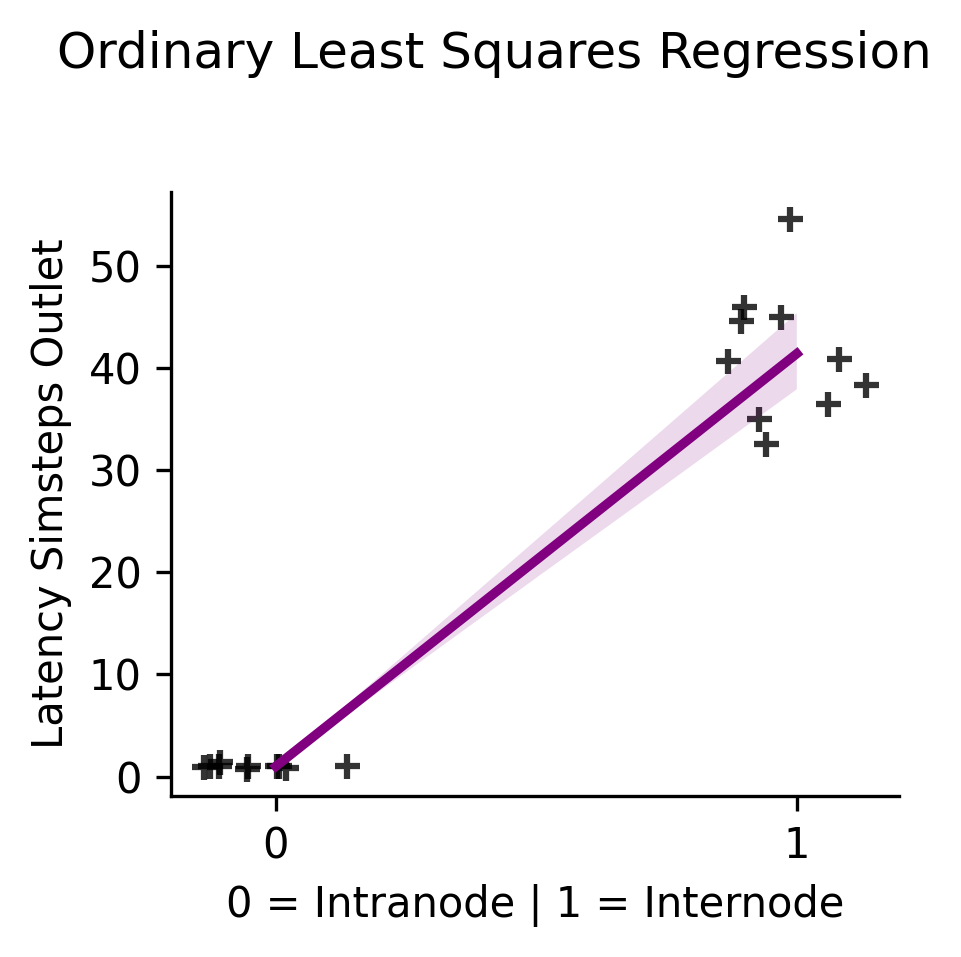 Ordinary Least Squares Regression
Latency Simsteps Outlet
50
40
30
20
10
0
0 1
0 = Intranode | 1 = Internode